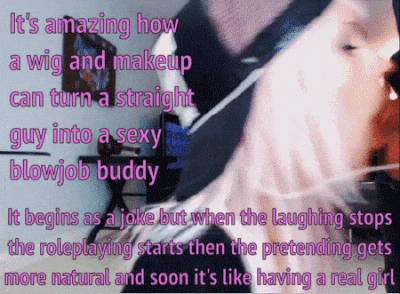 It's amazing how
a wig and makeup
can turn a straight
guy into a sexy
blowjob buddy
It begins as a joke but when the laughing stops
the roleplaying starts then the pretending gets
more natural and soon it's like having a real girl